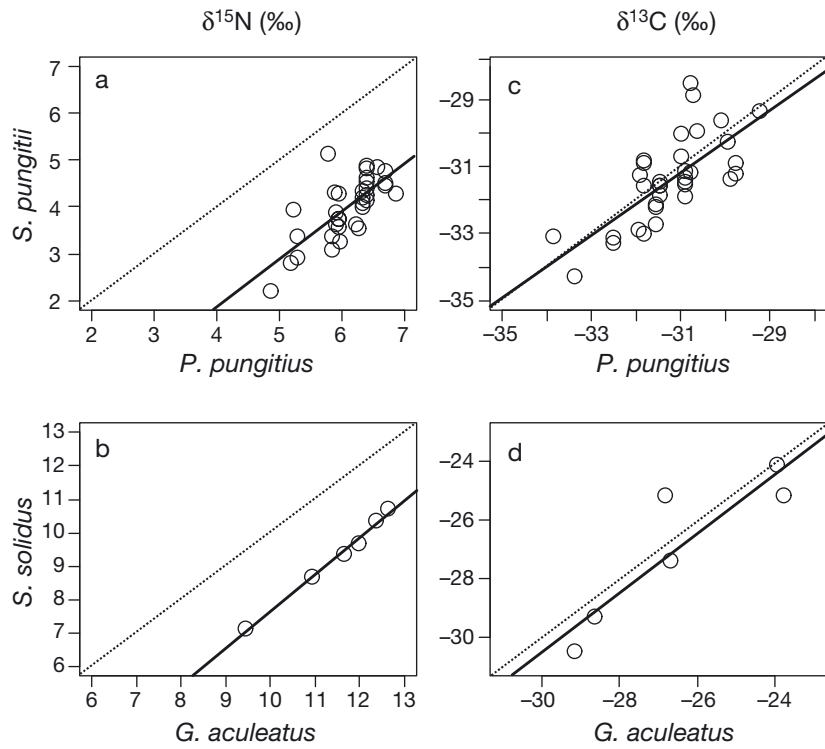 δ¹⁵N (‰)
δ¹³C (‰)
a
7
6
5
4
3
2
S. pungitii
2 3 4 5 6 7
P. pungitius
c
−29
−31
−33
−35
−35 −33 −31 −29
P. pungitius
b
13
12
11
10
9
8
7
6
S. solidus
6 7 8 9 10 11 12 13
G. aculeatus
d
−24
−26
−28
−30
−30 −28 −26 −24
G. aculeatus